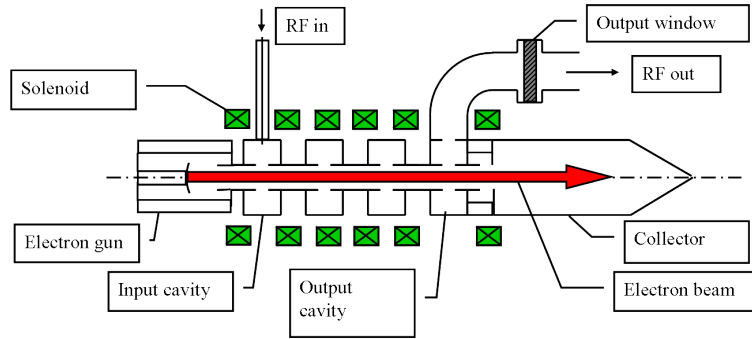 RF in
Output window
Solenoid
RF out
Electron gun
Collector
Input cavity
Output
cavity
Electron beam